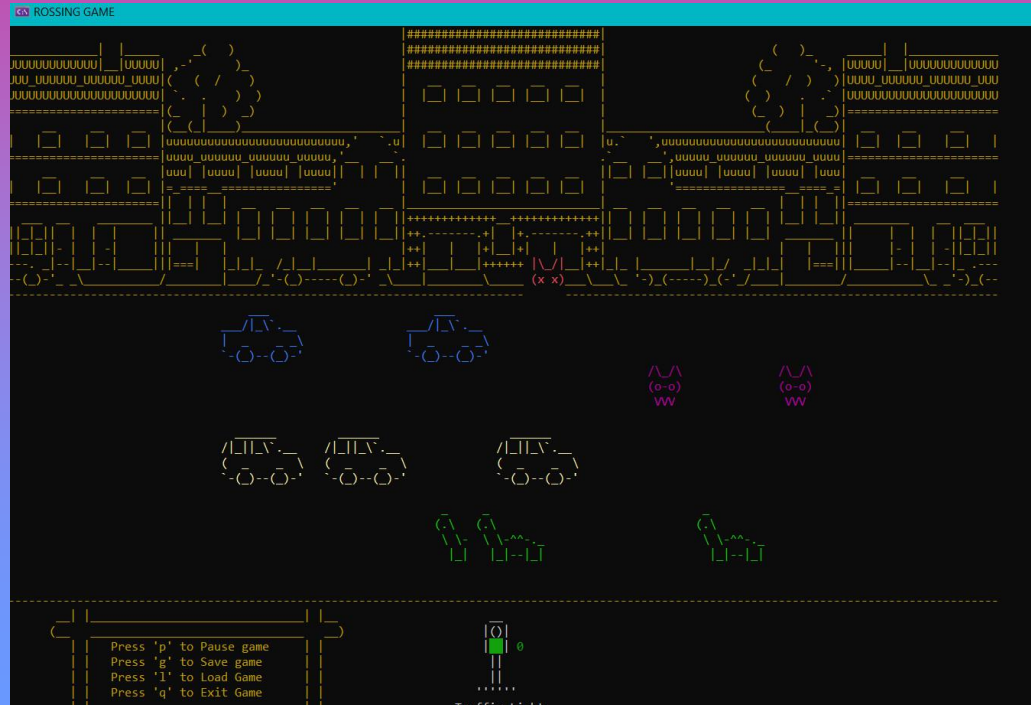 ROSSING GAME
Press 'p' to Pause game
Press 'g' to Save game
Press 'l' to Load Game
Press 'q' to Exit Game
0